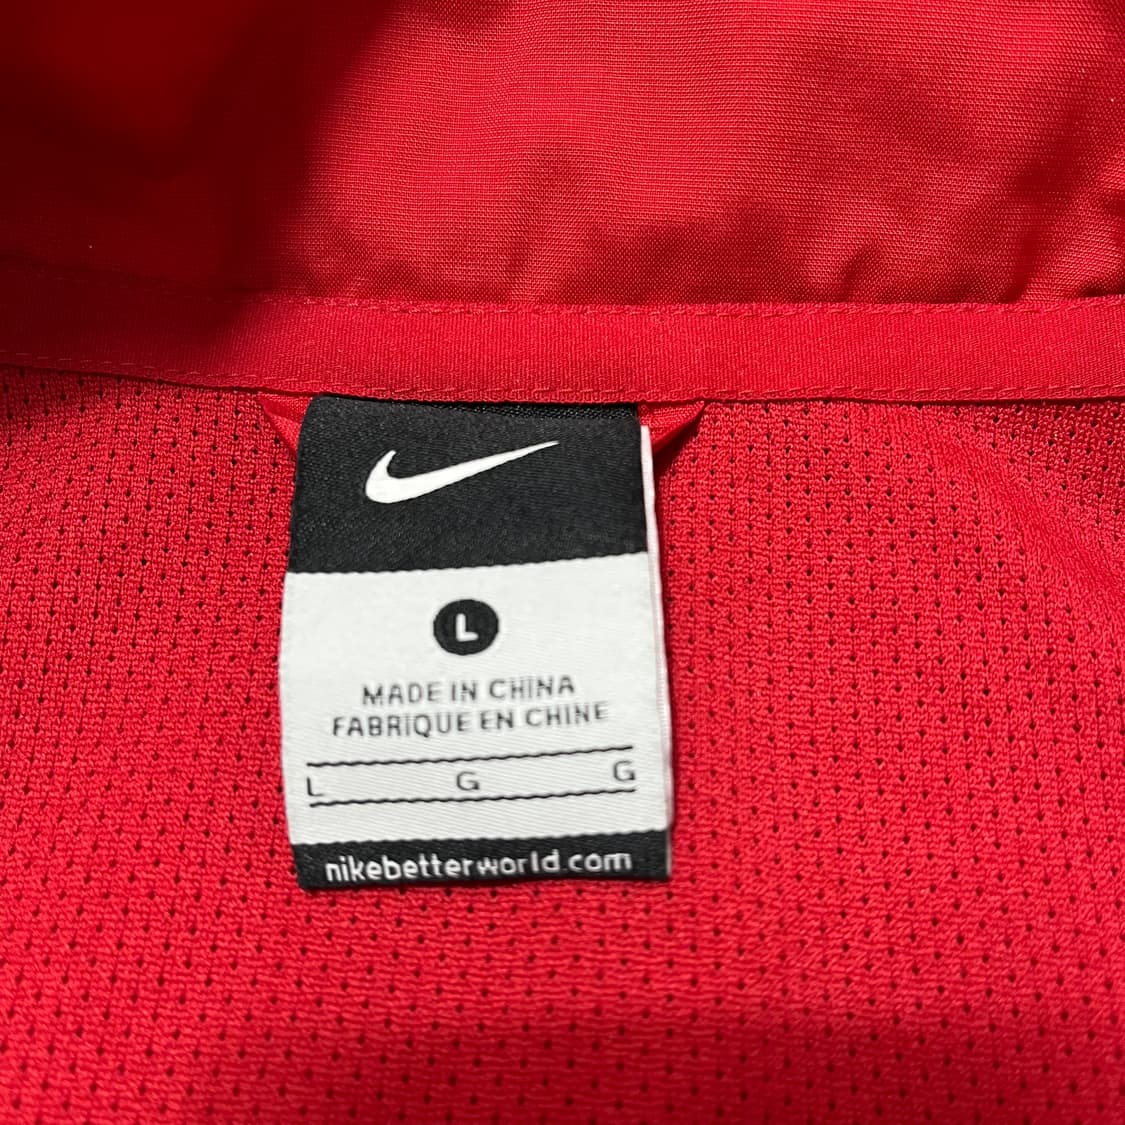 L
MADE IN CHINA
FABRIQUE EN CHINE
L G G
nikebetterworld.com